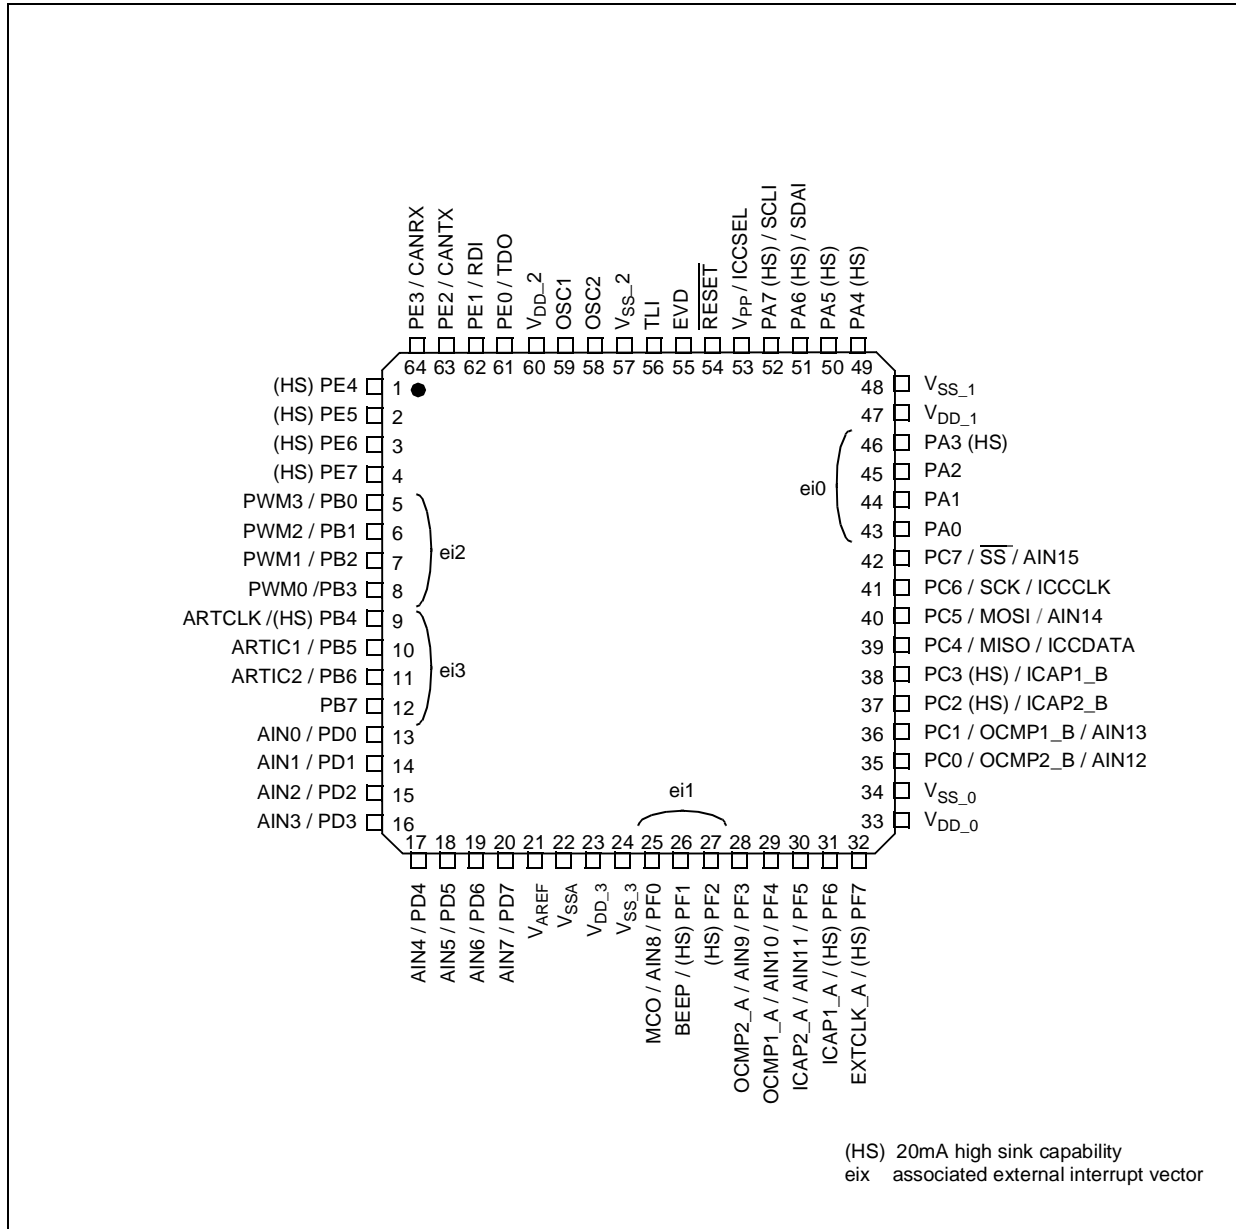 PE3 / CANRX
PE2 / CANTX
PE1 / RDI
PE0 / TDO
VDD_2
OSC1
OSC2
VSS_2
TLI
EVD
RESET
VPP / ICCSEL
PA7 (HS) / SCLI
PA6 (HS) / SDAI
PA5 (HS)
PA4 (HS)
64 63 62 61 60 59 58 57 56 55 54 53 52 51 50 49
(HS) PE4 1
(HS) PE5 2
(HS) PE6 3
(HS) PE7 4
PWM3 / PB0 5
PWM2 / PB1 6
PWM1 / PB2 7
PWM0 /PB3 8
ei2
ARTCLK /(HS) PB4 9
ARTIC1 / PB5 10
ARTIC2 / PB6 11
PB7 12
ei3
AIN0 / PD0 13
AIN1 / PD1 14
AIN2 / PD2 15
AIN3 / PD3 16
48 VSS_1
47 VDD_1
46 PA3 (HS)
45 PA2
44 PA1
43 PA0
ei0
42 PC7 / SS / AIN15
41 PC6 / SCK / ICCCLK
40 PC5 / MOSI / AIN14
39 PC4 / MISO / ICCDATA
38 PC3 (HS) / ICAP1_B
37 PC2 (HS) / ICAP2_B
36 PC1 / OCMP1_B / AIN13
35 PC0 / OCMP2_B / AIN12
34 VSS_0
33 VDD_0
ei1
17 18 19 20 21 22 23 24 25 26 27 28 29 30 31 32
AIN4 / PD4
AIN5 / PD5
AIN6 / PD6
AIN7 / PD7
VAREF
VSSA
VDD_3
VSS_3
MCO / AIN8 / PF0
BEEP / (HS) PF1
(HS) PF2
OCMP2_A / AIN9 / PF3
OCMP1_A / AIN10 / PF4
ICAP2_A / AIN11 / PF5
ICAP1_A / (HS) PF6
EXTCLK_A / (HS) PF7
(HS) 20mA high sink capability
eix associated external interrupt vector